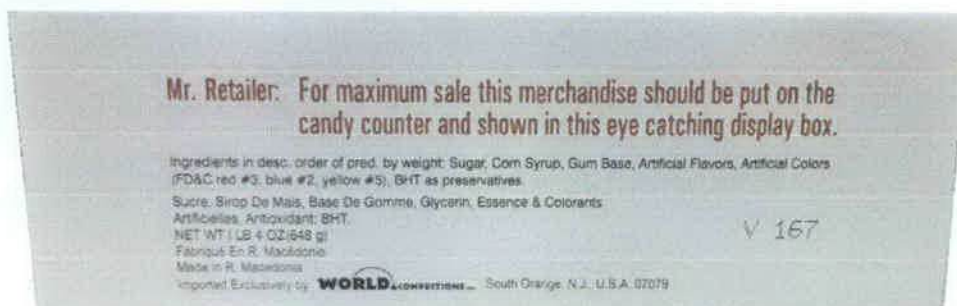 Mr. Retailer: For maximum sale this merchandise should be put on the
candy counter and shown in this eye catching display box.
Ingredients in desc. order of pred. by weight: Sugar, Corn Syrup, Gum Base, Artificial Flavors, Artificial Colors
(FD&C red #3, blue #2, yellow #5), BHT as preservatives.
Sucre, Sirop De Mais, Base De Gomme, Glycerin, Essence & Colorants
Artificielles, Antioxidant: BHT.
NET WT 1 LB 4 OZ (648 g)
V 167
Fabriqué En R. Macédonie
Made in R. Macedonia
Imported Exclusively by WORLD CONFECTIONS INC. South Orange, N.J., U.S.A. 07079